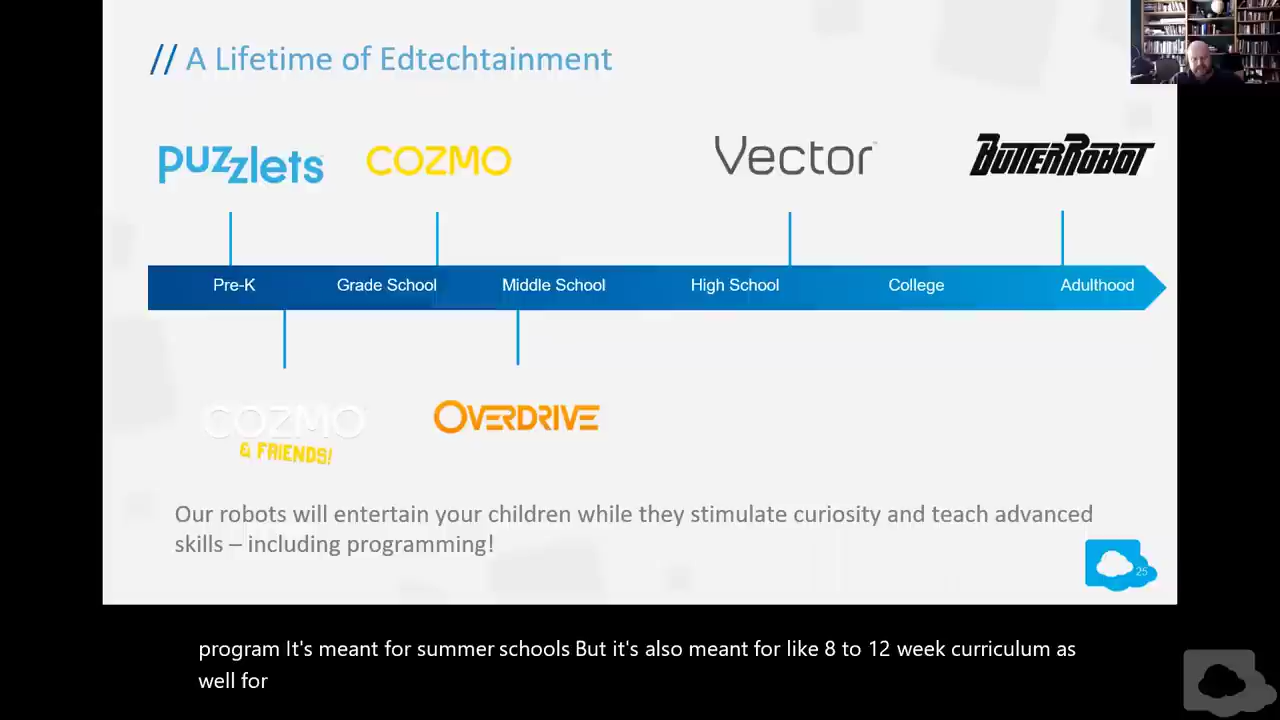 // A Lifetime of Edtechtainment
PUZZLETS COZMO Vector BUTTERROBOT
Pre-K Grade School Middle School High School College Adulthood
COZMO
& FRIENDS!
OVERDRIVE
Our robots will entertain your children while they stimulate curiosity and teach advanced
skills – including programming!
25
program It's meant for summer schools But it's also meant for like 8 to 12 week curriculum as
well for